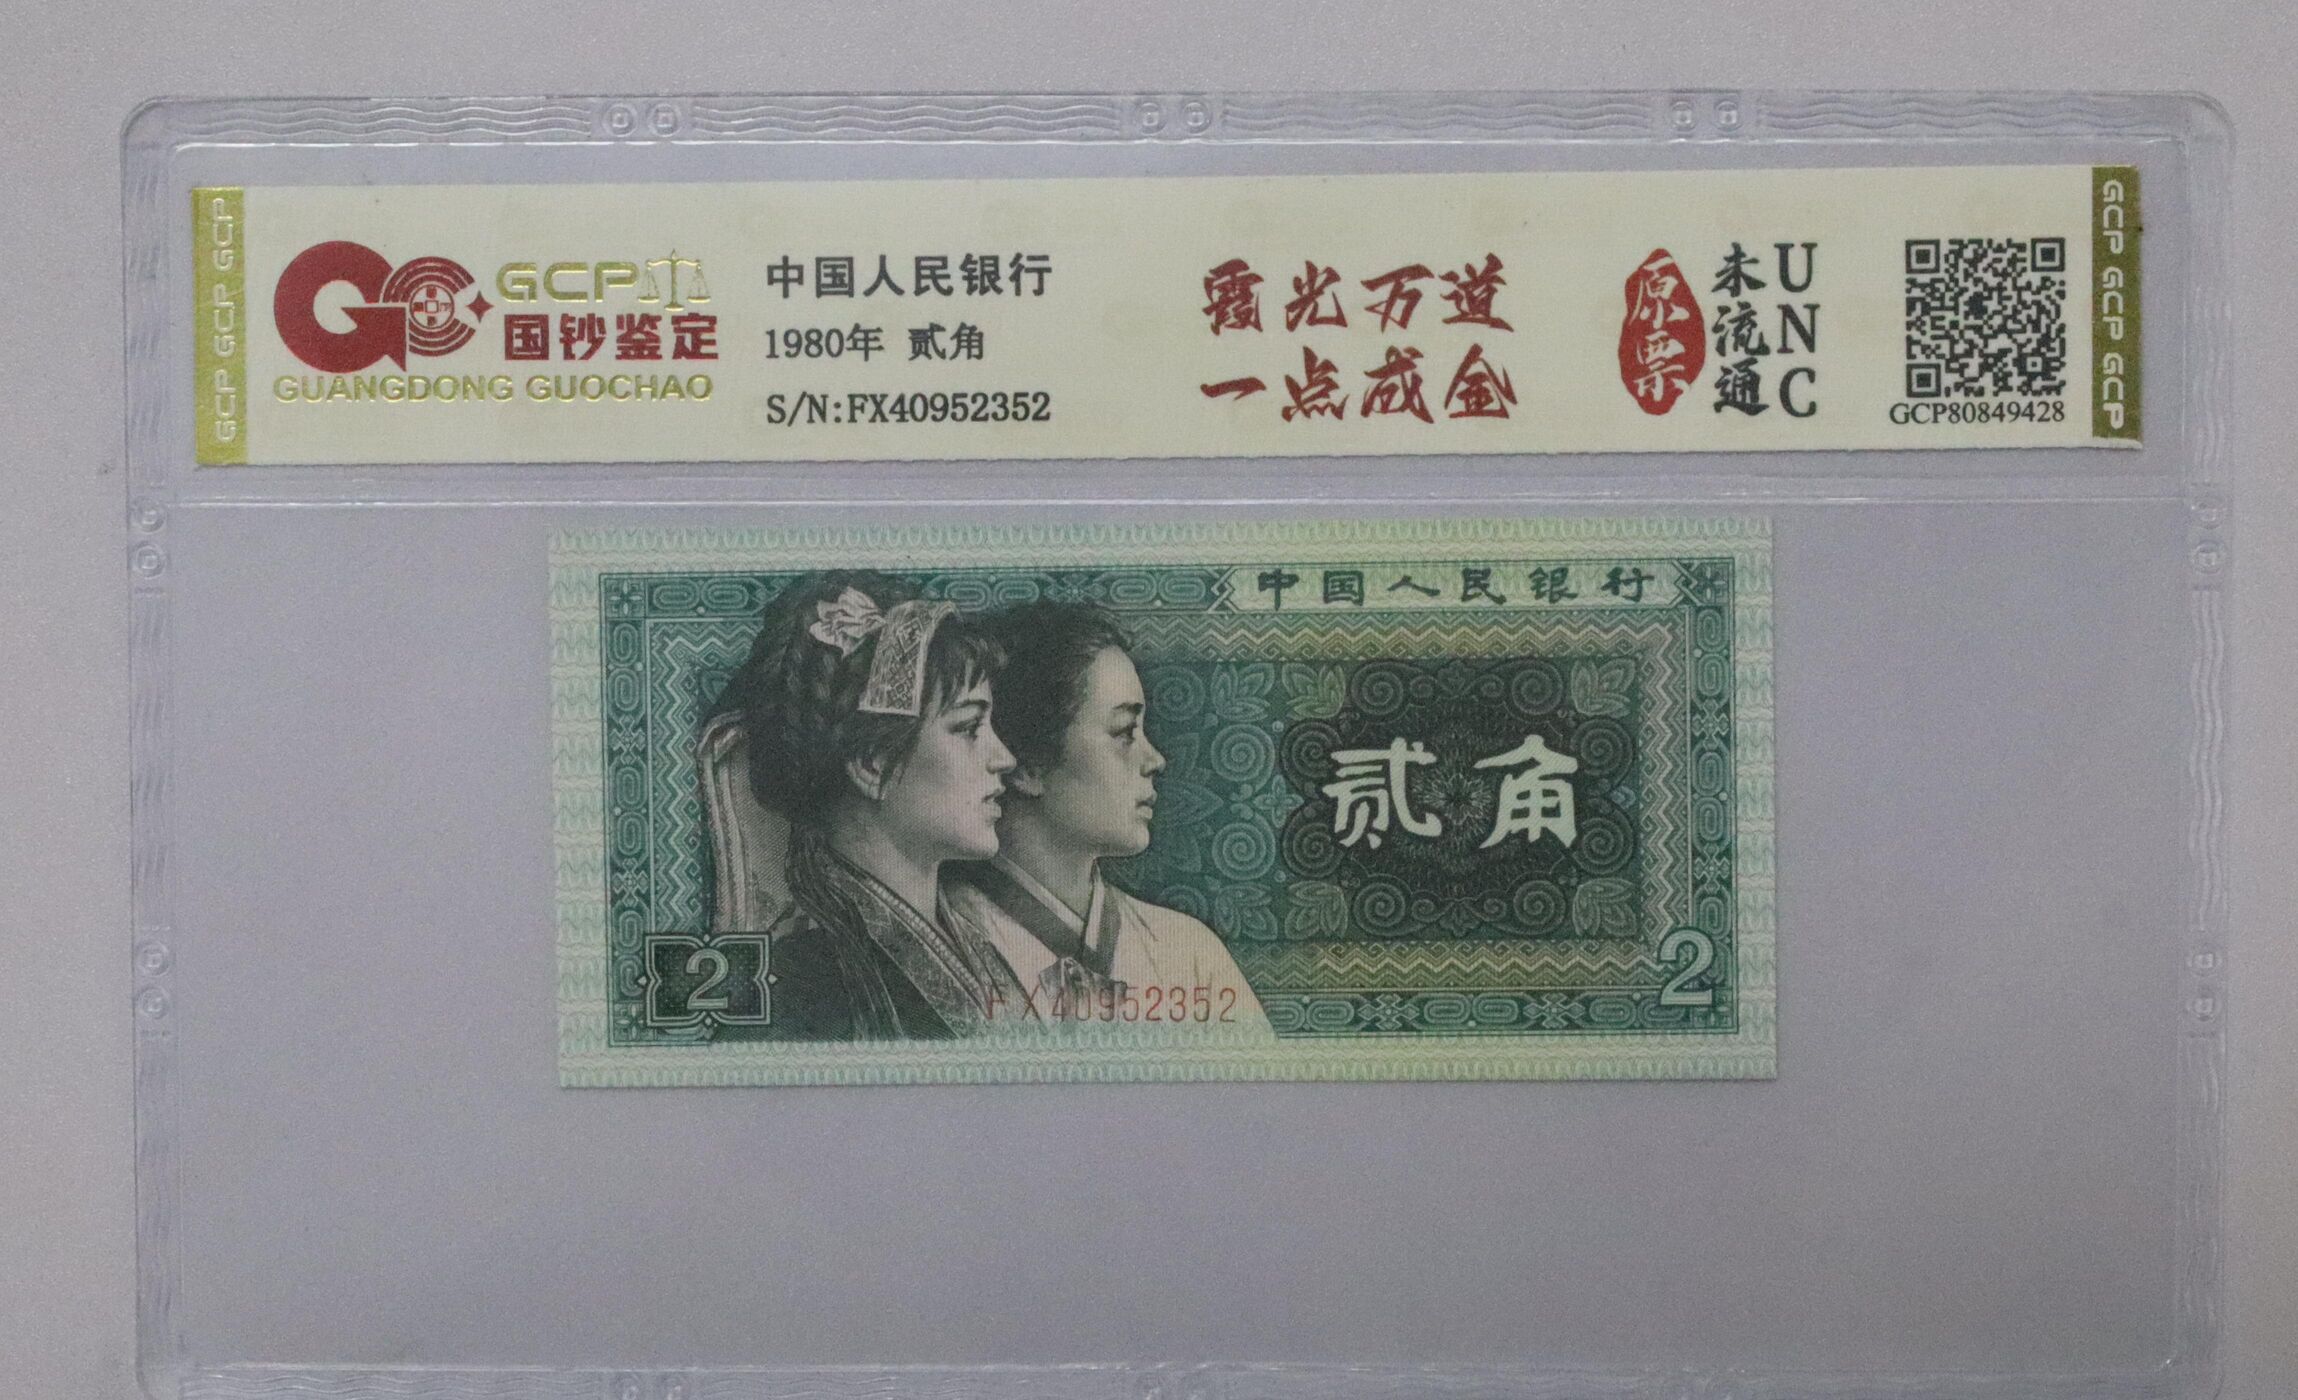 GCP GCP GCP
GCP
国钞鉴定
GUANGDONG GUOCHAO
中国人民银行
1980年 贰角
S/N:FX40952352
霞光万道
一点成金
原票
未流通
UNC
GCP80849428
GCP GCP GCP
中国人民银行
贰角
2
FX40952352
2